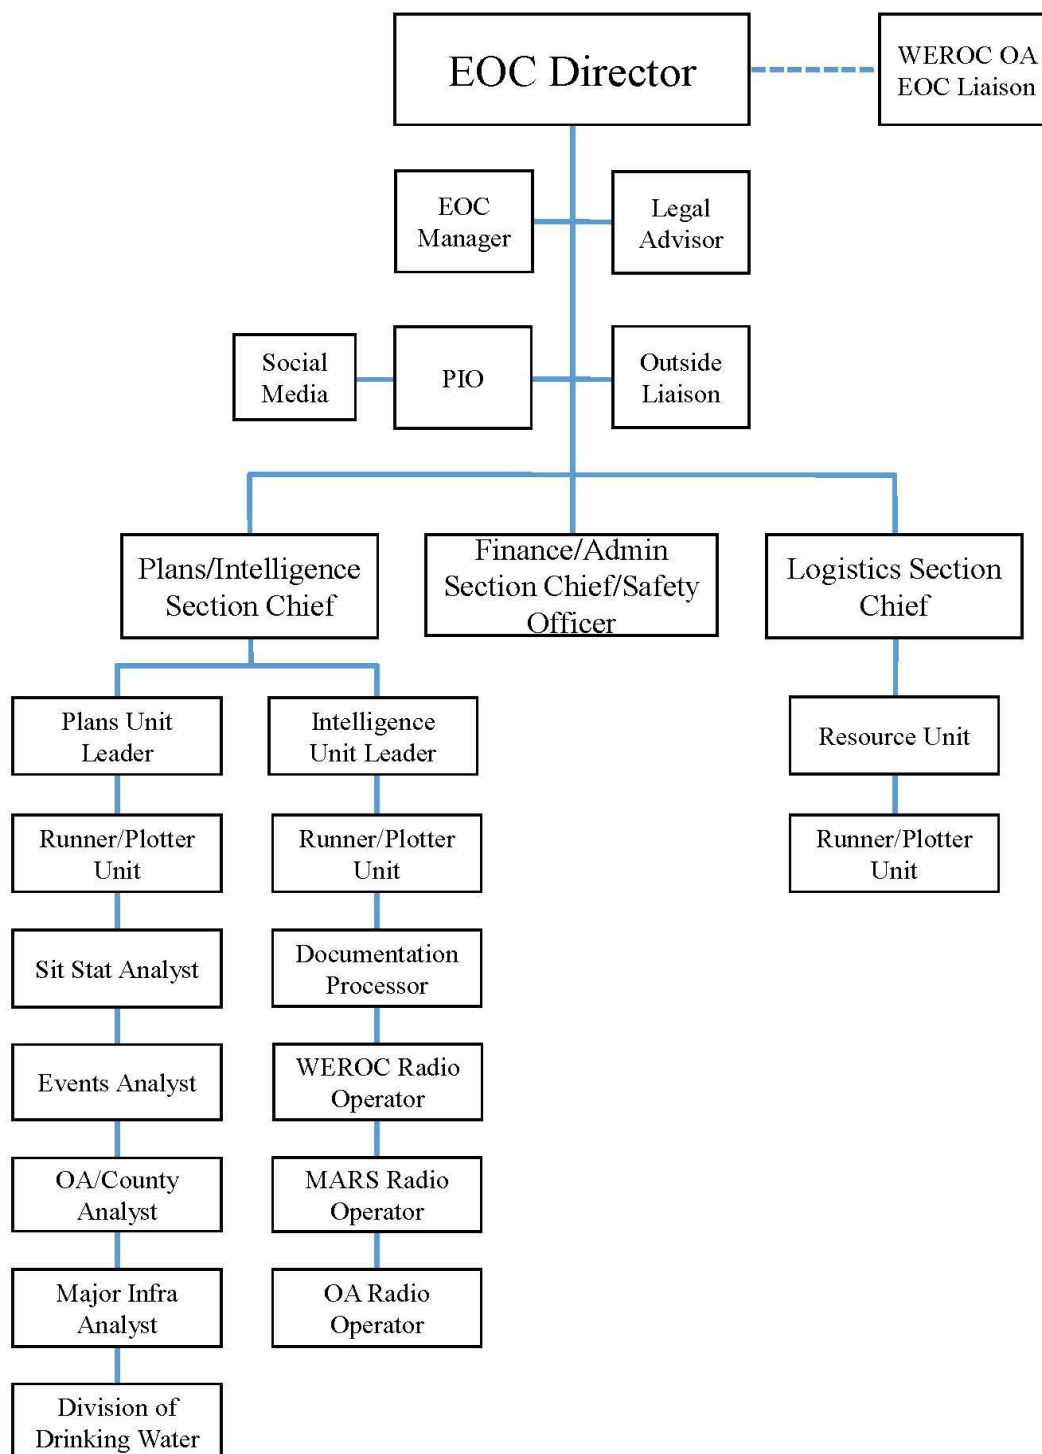 EOC Director
WEROC OA
EOC Liaison
EOC
Manager
Legal
Advisor
Social
Media
PIO
Outside
Liaison
Plans/Intelligence
Section Chief
Finance/Admin
Section Chief/Safety
Officer
Logistics Section
Chief
Plans Unit
Leader
Intelligence
Unit Leader
Resource Unit
Runner/Plotter
Unit
Runner/Plotter
Unit
Runner/Plotter
Unit
Sit Stat Analyst
Documentation
Processor
Events Analyst
WEROC Radio
Operator
OA/County
Analyst
MARS Radio
Operator
Major Infra
Analyst
OA Radio
Operator
Division of
Drinking Water